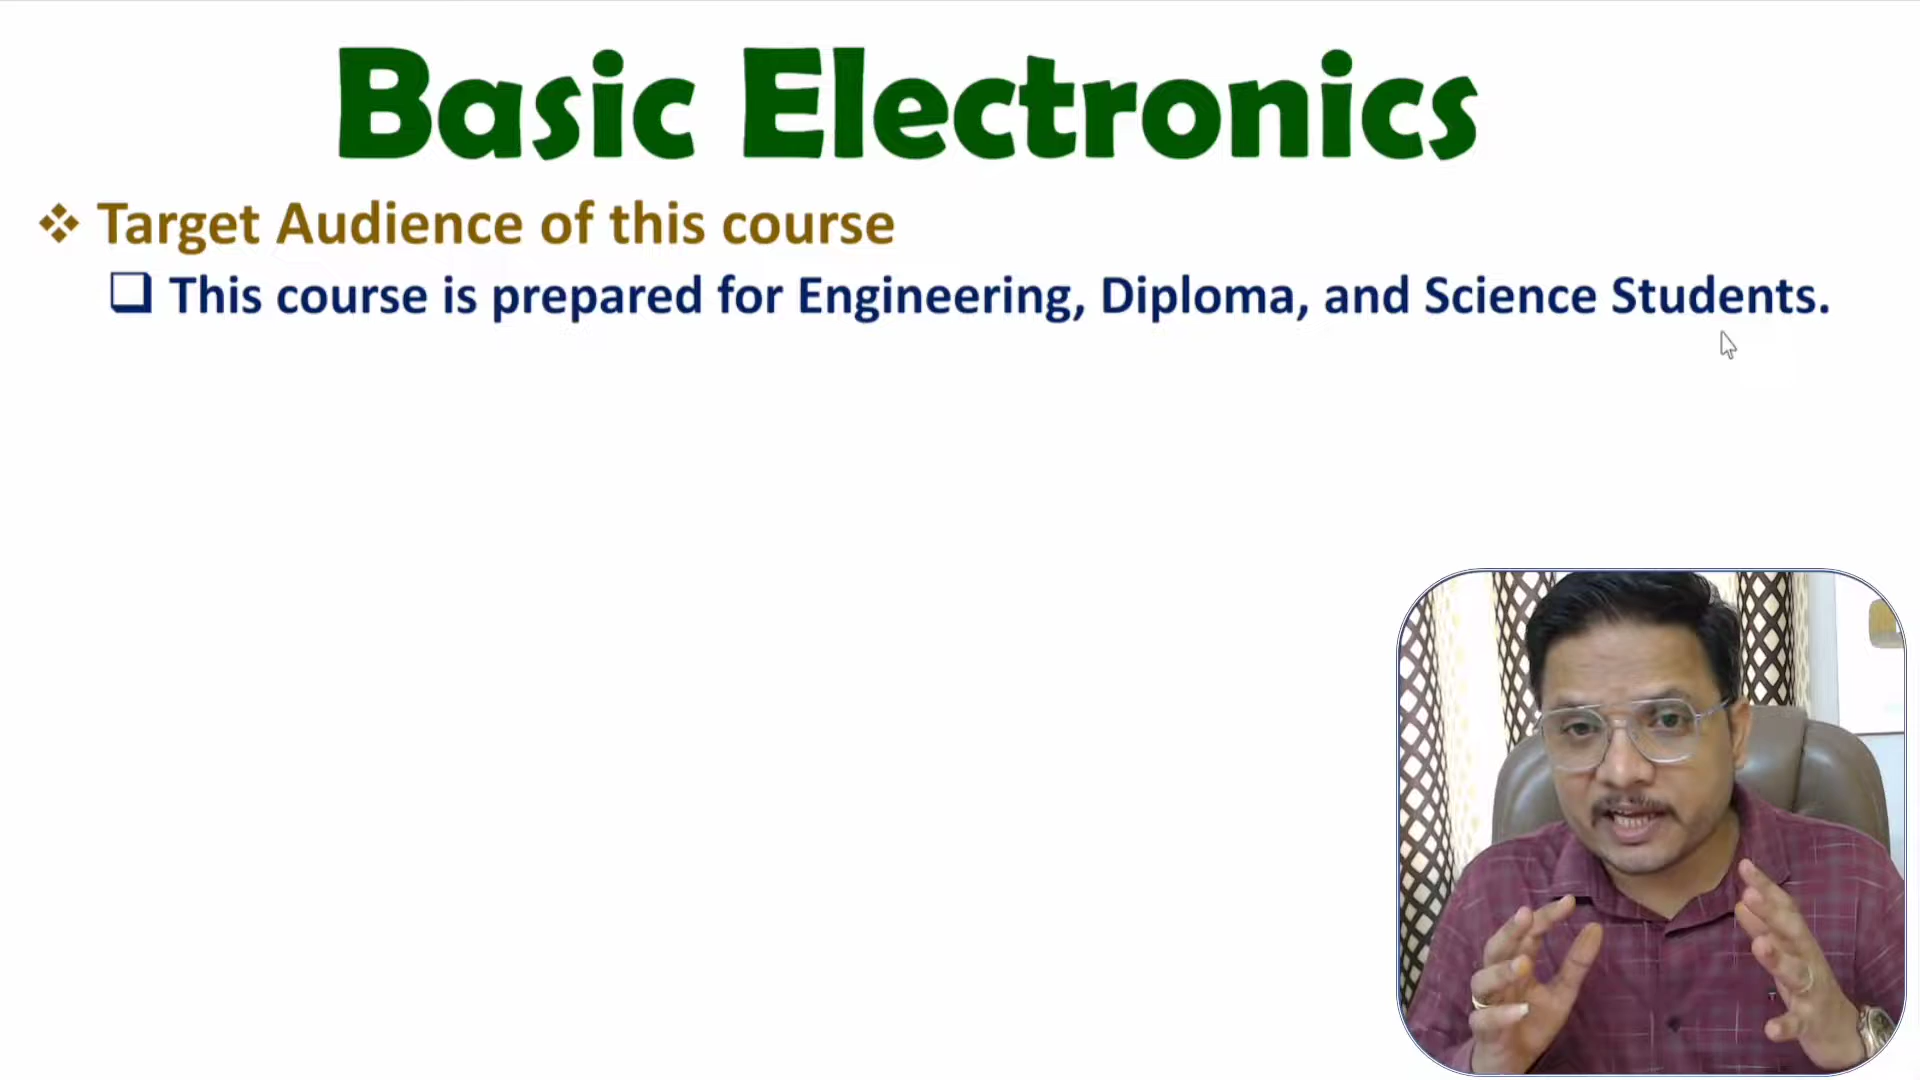 Basic Electronics
Target Audience of this course
This course is prepared for Engineering, Diploma, and Science Students.